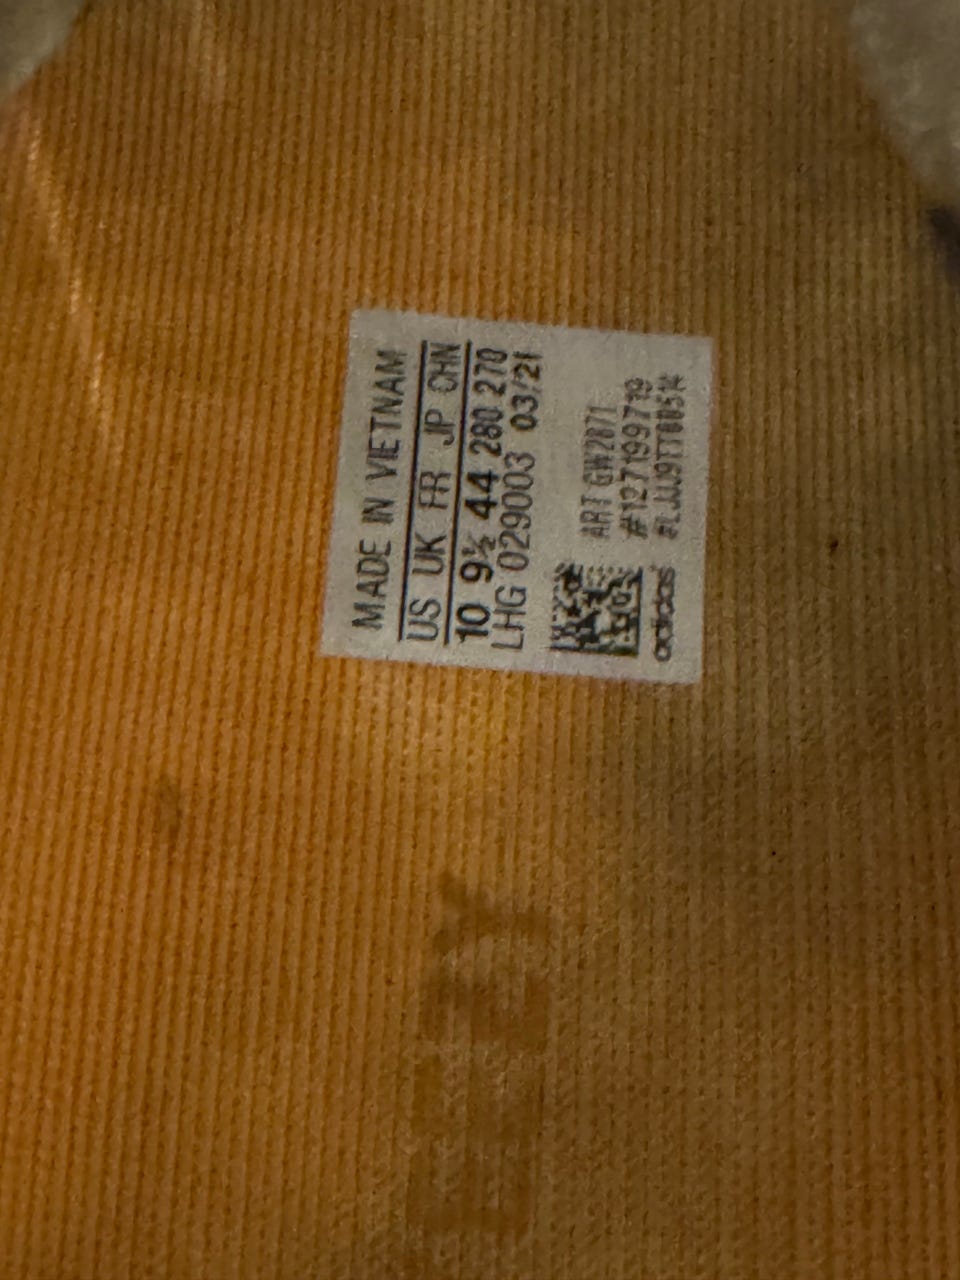 MADE IN VIETNAM
US UK FR JP CHN
10 9½ 44 280 270
LHG 029003 03/21
ART GW2871
#127199719
adidas